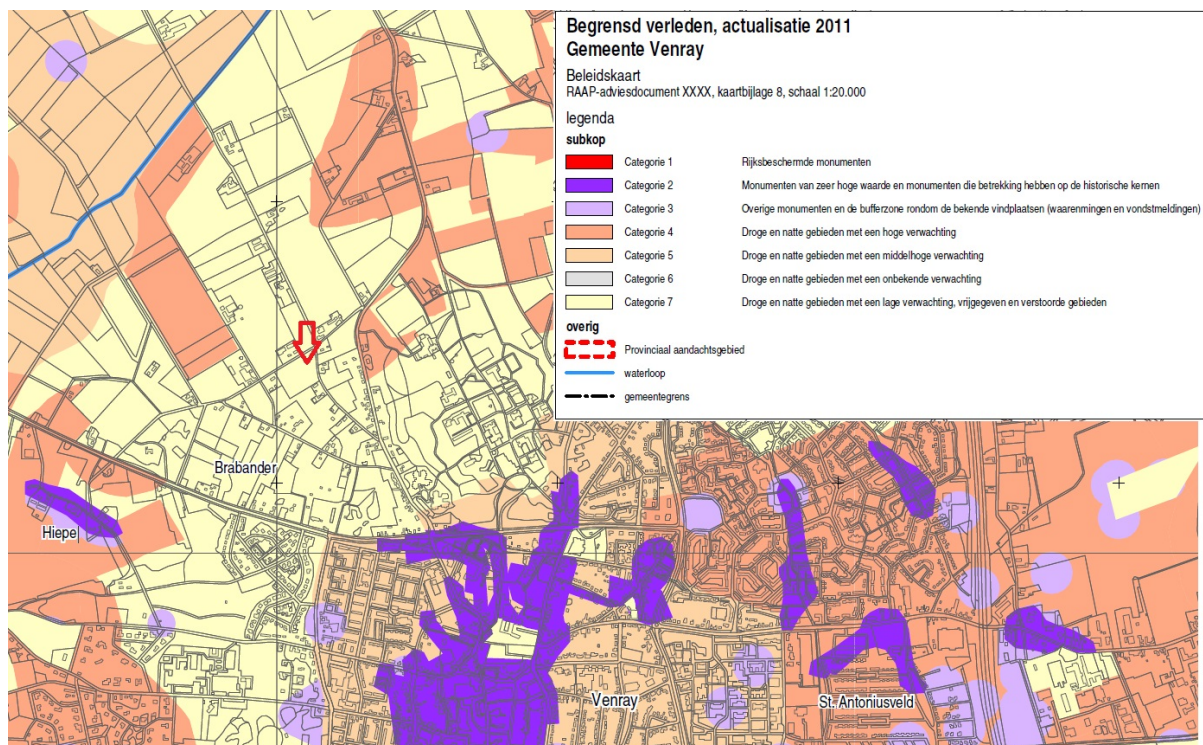 Begrensd verleden, actualisatie 2011
Gemeente Venray
Beleidskaart
RAAP-adviesdocument XXXX, kaartbijlage 8, schaal 1:20.000
legenda
subkop
Categorie 1 Rijksbeschermde monumenten
Categorie 2 Monumenten van zeer hoge waarde en monumenten die betrekking hebben op de historische kernen
Categorie 3 Overige monumenten en de bufferzone rondom de bekende vindplaatsen (waarenmingen en vondstmeldingen)
Categorie 4 Droge en natte gebieden met een hoge verwachting
Categorie 5 Droge en natte gebieden met een middelhoge verwachting
Categorie 6 Droge en natte gebieden met een onbekende verwachting
Categorie 7 Droge en natte gebieden met een lage verwachting, vrijgegeven en verstoorde gebieden
overig
Provinciaal aandachtsgebied
waterloop
gemeentegrens
Brabander
Hiepel
Venray
St. Antoniusveld